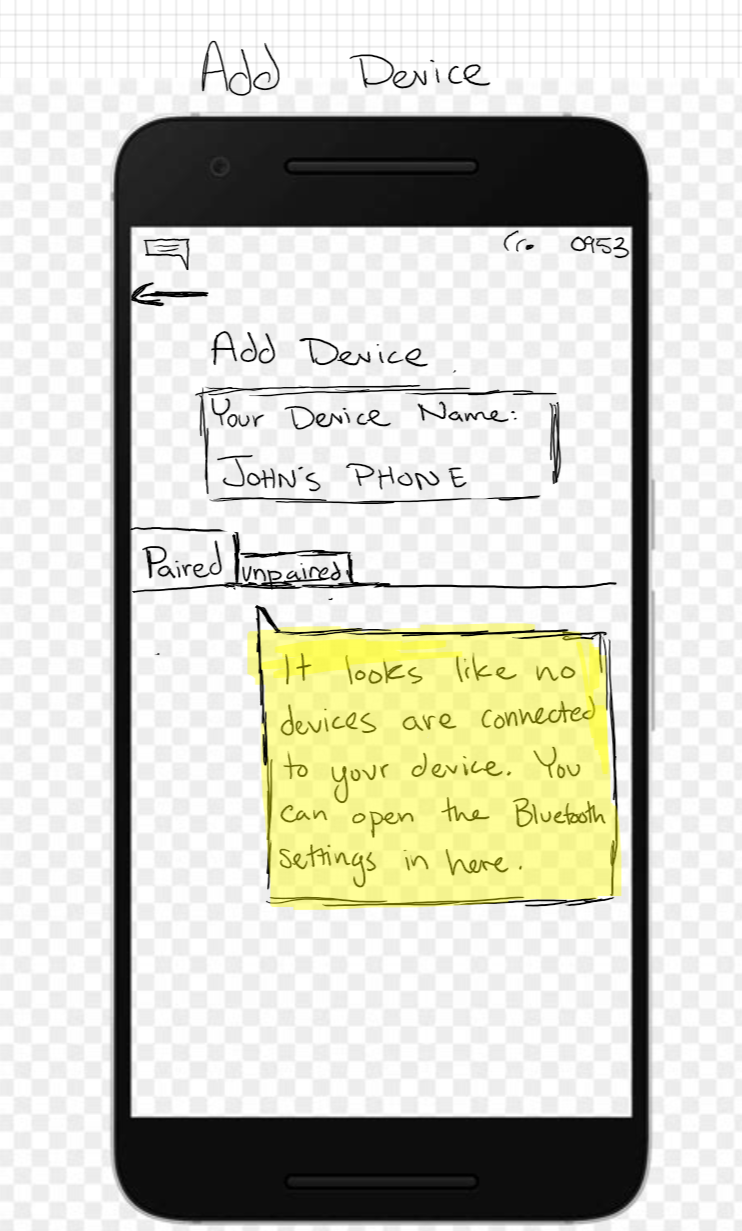 Add Device
0953
Add Device
Your Device Name:
JOHN'S PHONE
Paired unpaired
It looks like no
devices are connected
to your device. You
can open the Bluetooth
settings in here.